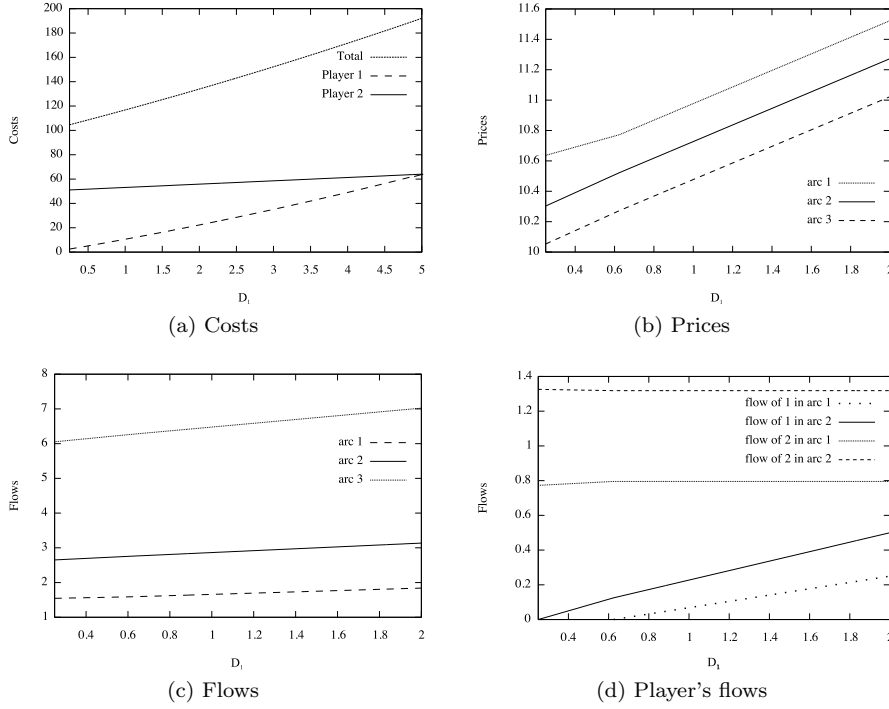 200
180
160
140
120
100
80
60
40
20
0
Costs
Total
Player 1
Player 2
0.5 1 1.5 2 2.5 3 3.5 4 4.5 5
D1
(a) Costs
11.6
11.4
11.2
11
10.8
10.6
10.4
10.2
10
Prices
arc 1
arc 2
arc 3
0.4 0.6 0.8 1 1.2 1.4 1.6 1.8 2
D1
(b) Prices
8
7
6
5
4
3
2
1
Flows
arc 1
arc 2
arc 3
0.4 0.6 0.8 1 1.2 1.4 1.6 1.8 2
D1
(c) Flows
1.4
1.2
1
0.8
0.6
0.4
0.2
0
Flows
flow of 1 in arc 1
flow of 1 in arc 2
flow of 2 in arc 1
flow of 2 in arc 2
0.4 0.6 0.8 1 1.2 1.4 1.6 1.8 2
D1
(d) Player's flows